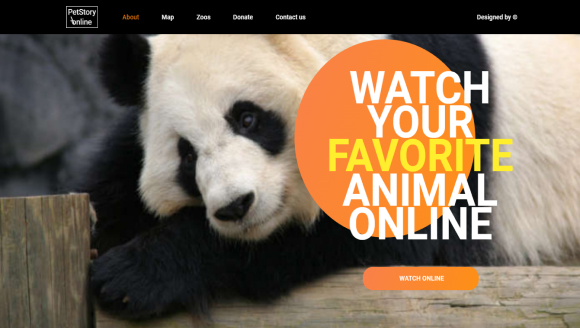 PetStory
online
About
Map
Zoos
Donate
Contact us
Designed by ©
WATCH
YOUR
FAVORITE
ANIMAL
ONLINE
WATCH ONLINE